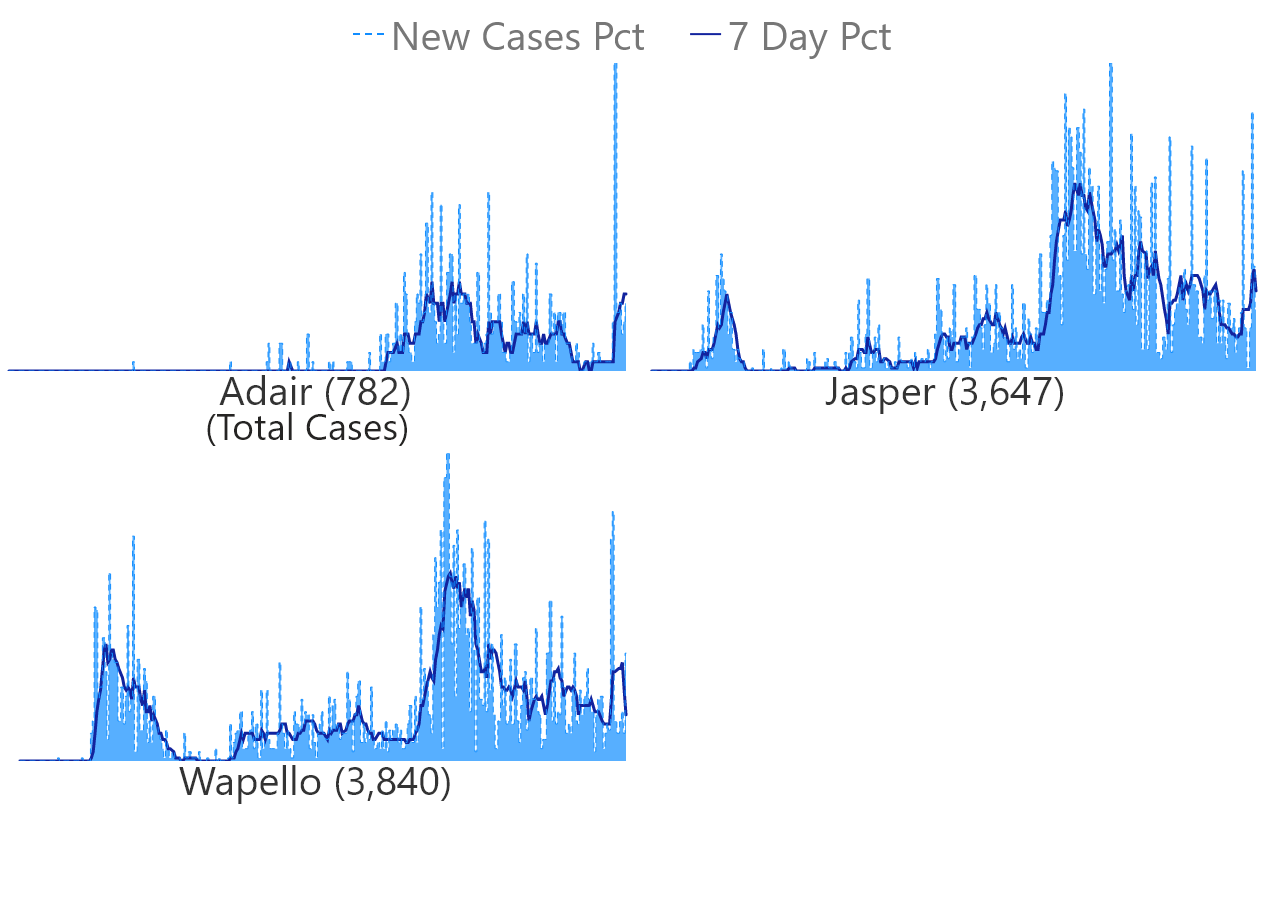 New Cases Pct 7 Day Pct
Adair (782)
(Total Cases)
Jasper (3,647)
Wapello (3,840)